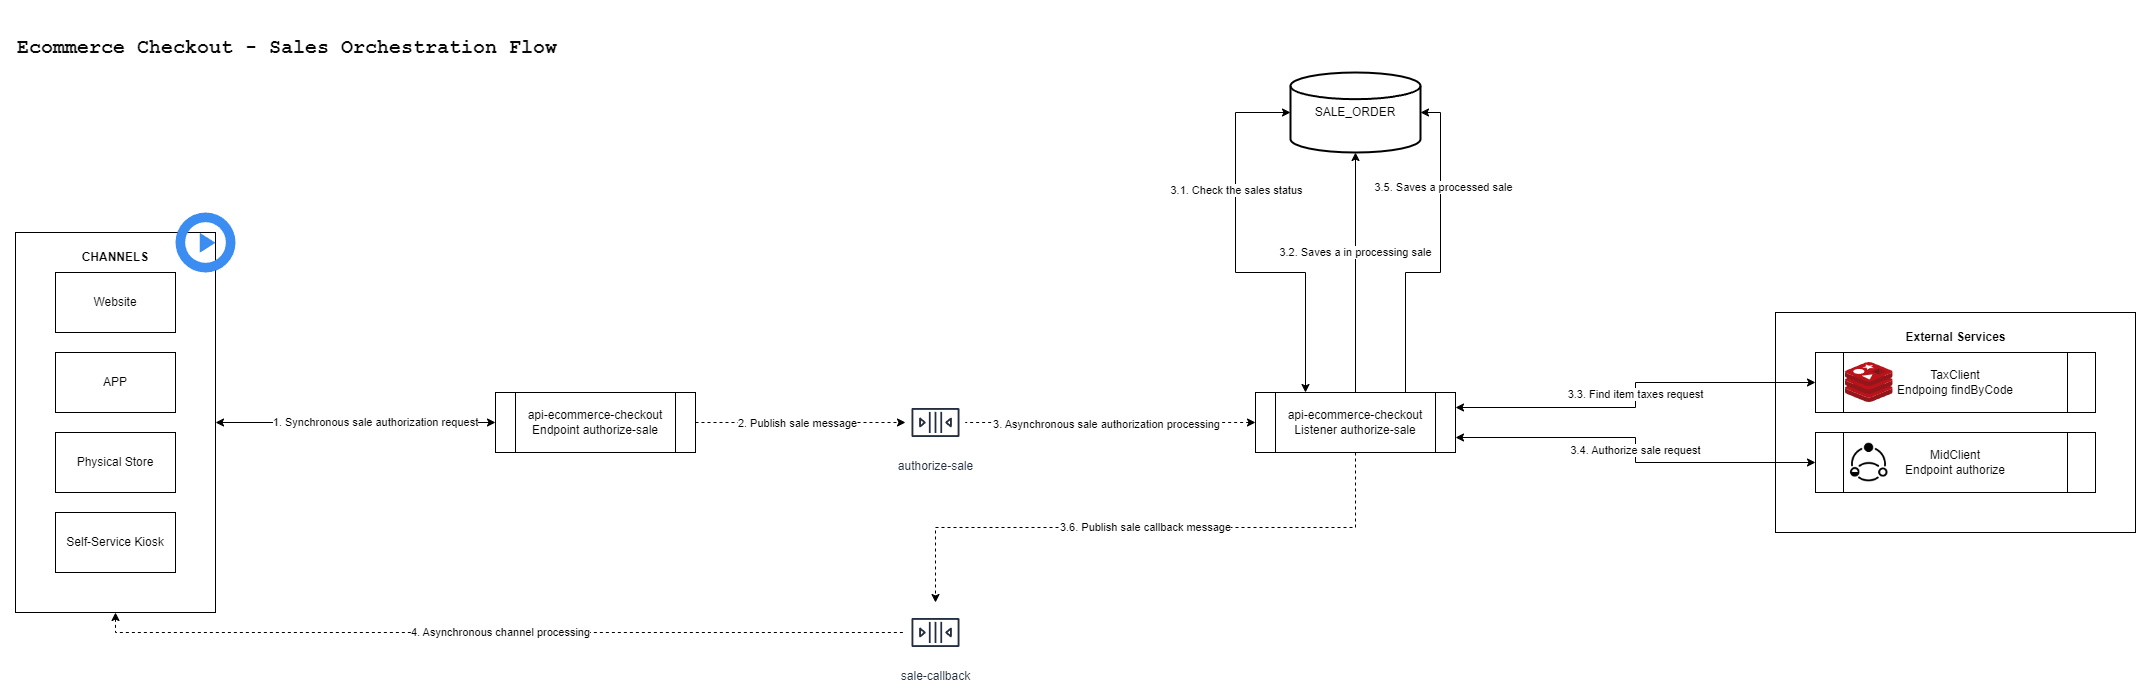 Ecommerce Checkout - Sales Orchestration Flow
SALE_ORDER
3.1. Check the sales status
3.5. Saves a processed sale
3.2. Saves a in processing sale
CHANNELS
Website
APP
Physical Store
Self-Service Kiosk
1. Synchronous sale authorization request
api-ecommerce-checkout
Endpoint authorize-sale
2. Publish sale message
authorize-sale
3. Asynchronous sale authorization processing
api-ecommerce-checkout
Listener authorize-sale
3.3. Find item taxes request
3.4. Authorize sale request
External Services
TaxClient
Endpoing findByCode
MidClient
Endpoint authorize
3.6. Publish sale callback message
4. Asynchronous channel processing
sale-callback